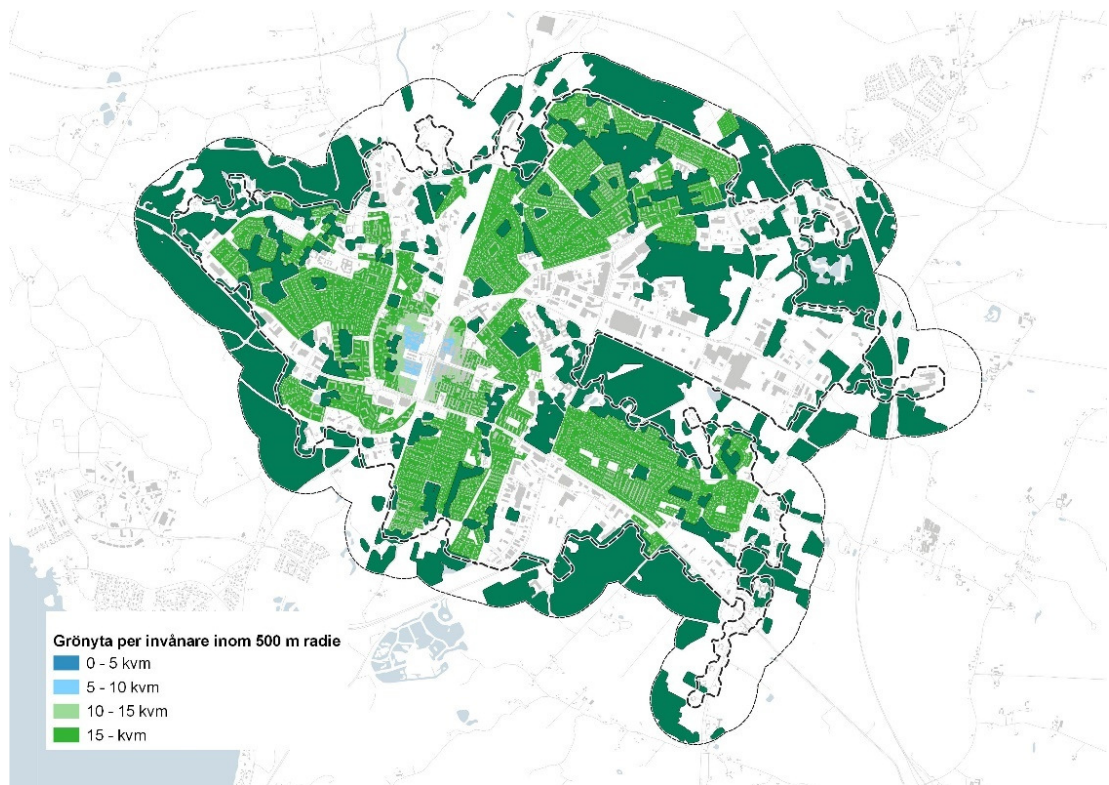 Grönyta per invånare inom 500 m radie
0 - 5 kvm
5 - 10 kvm
10 - 15 kvm
15 - kvm